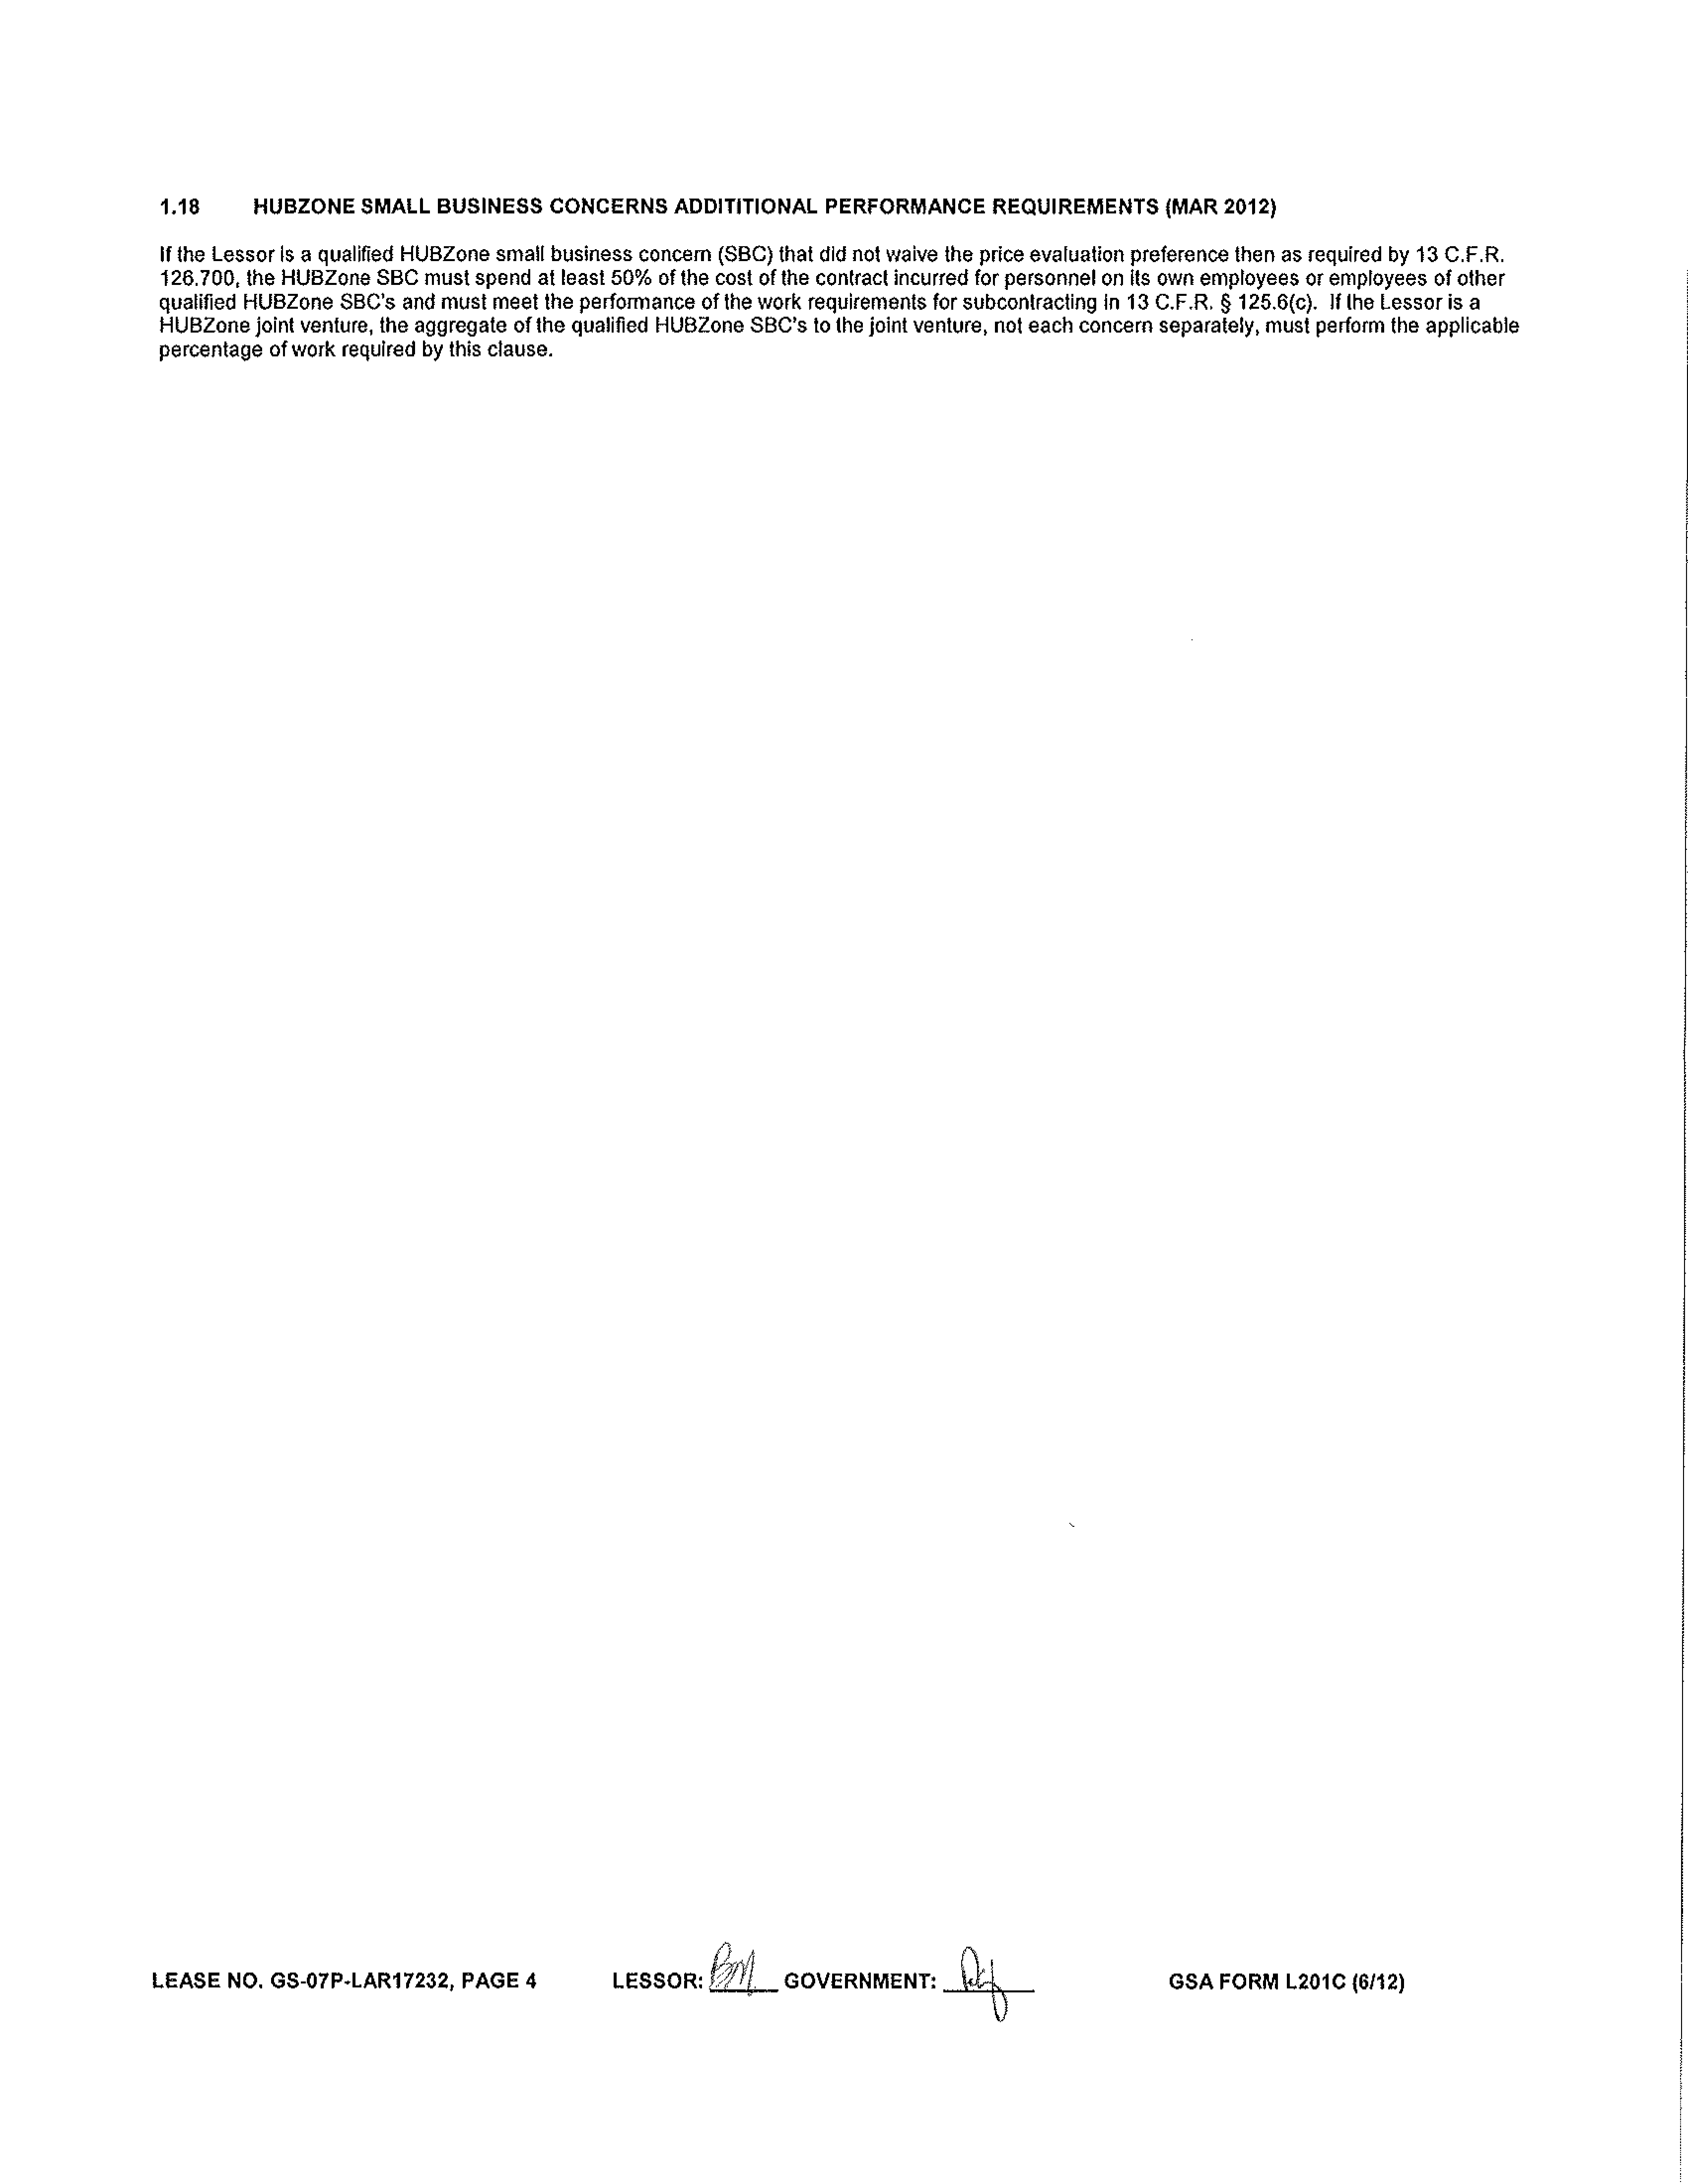 1.18 HUBZONE SMALL BUSINESS CONCERNS ADDITITIONAL PERFORMANCE REQUIREMENTS (MAR 2012)
If the Lessor is a qualified HUBZone small business concern (SBC) that did not waive the price evaluation preference then as required by 13 C.F.R.
126.700, the HUBZone SBC must spend at least 50% of the cost of the contract incurred for personnel on its own employees or employees of other
qualified HUBZone SBC's and must meet the performance of the work requirements for subcontracting in 13 C.F.R. § 125.6(c). If the Lessor is a
HUBZone joint venture, the aggregate of the qualified HUBZone SBC's to the joint venture, not each concern separately, must perform the applicable
percentage of work required by this clause.
LEASE NO. GS-07P-LAR17232, PAGE 4 LESSOR: BM GOVERNMENT: GSA FORM L201C (6/12)